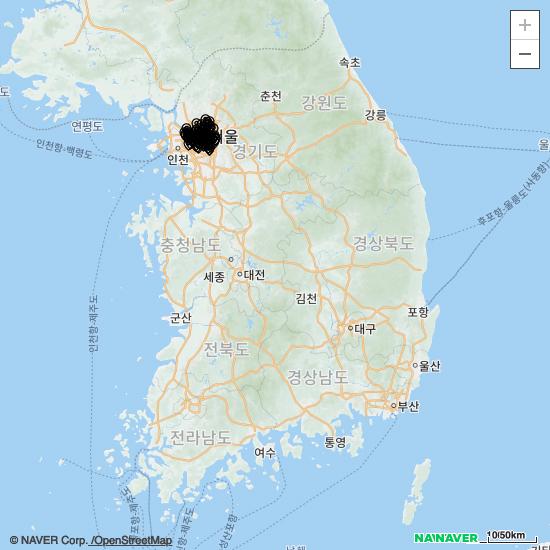 +
−
속초
춘천
강원도
강릉
연평도
도
울
인천항-백령도
서울
인천
경기도
후포항-울릉도(사동항)
충청남도
경상북도
세종
대전
인천항-제주도
김천
군산
포항
전북도
대구
경상남도
울산
부산
전라남도
여수
통영
© NAVER Corp. /OpenStreetMap
NAVER
10/50km